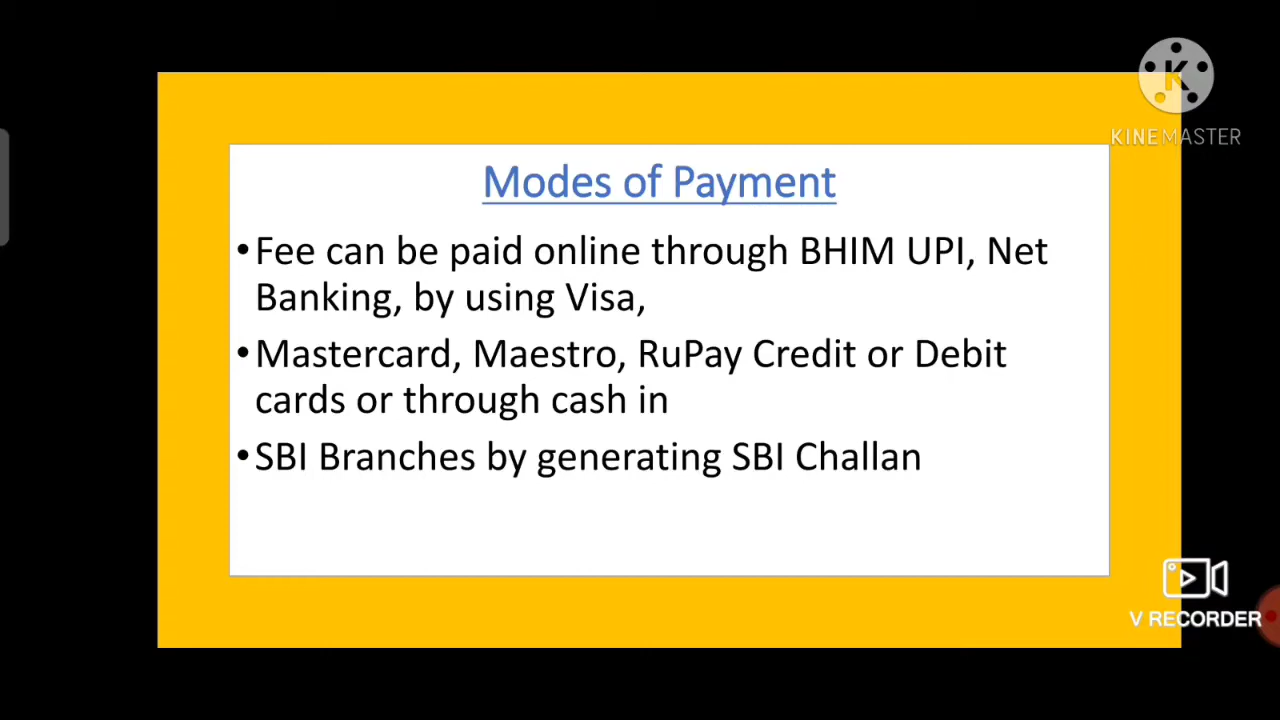 K
KINEMASTER
Modes of Payment
•Fee can be paid online through BHIM UPI, Net
Banking, by using Visa,
•Mastercard, Maestro, RuPay Credit or Debit
cards or through cash in
•SBI Branches by generating SBI Challan
V RECORDER